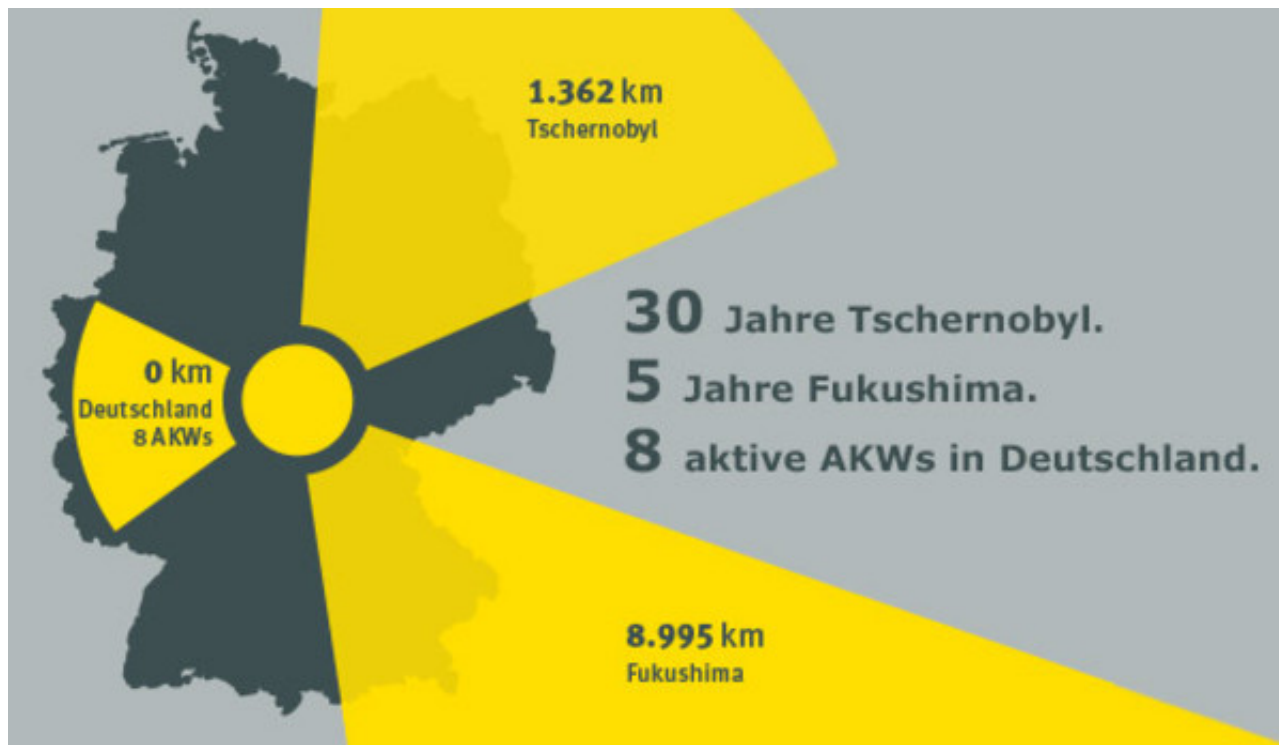 1.362 km
Tschernobyl
0 km
Deutschland
8 AKWs
30 Jahre Tschernobyl.
5 Jahre Fukushima.
8 aktive AKWs in Deutschland.
8.995 km
Fukushima